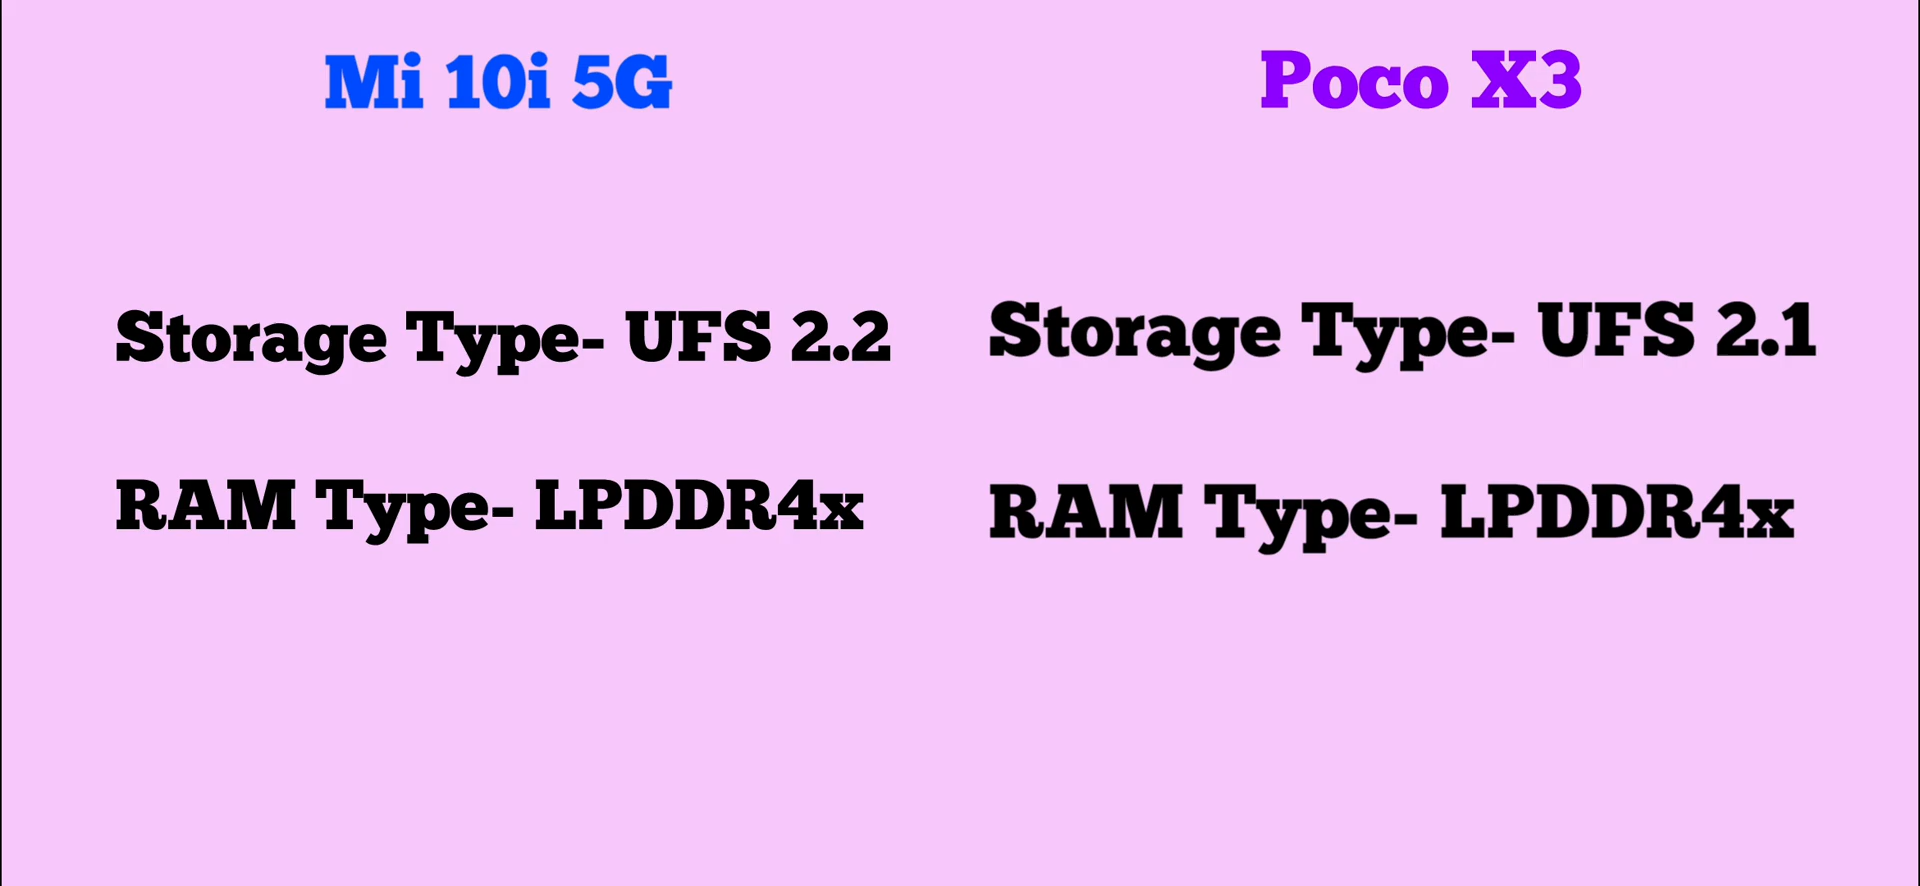 Mi 10i 5G
Poco X3
Storage Type- UFS 2.2
Storage Type- UFS 2.1
RAM Type- LPDDR4x
RAM Type- LPDDR4x